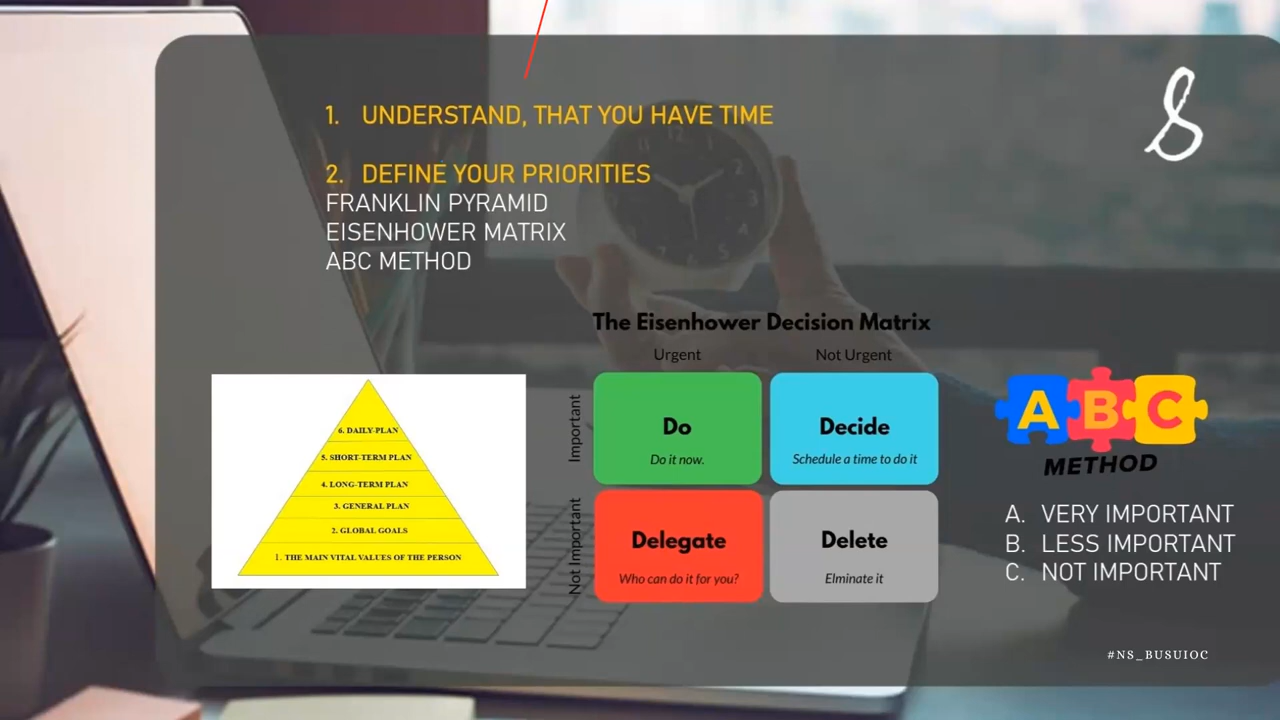 1. UNDERSTAND, THAT YOU HAVE TIME
2. DEFINE YOUR PRIORITIES
FRANKLIN PYRAMID
EISENHOWER MATRIX
ABC METHOD
6. DAILY-PLAN
5. SHORT-TERM PLAN
4. LONG-TERM PLAN
3. GENERAL PLAN
2. GLOBAL GOALS
1. THE MAIN VITAL VALUES OF THE PERSON
The Eisenhower Decision Matrix
Urgent Not Urgent
Important
Do
Do it now.
Decide
Schedule a time to do it
Not Important
Delegate
Who can do it for you?
Delete
Elminate it
ABC
METHOD
A. VERY IMPORTANT
B. LESS IMPORTANT
C. NOT IMPORTANT
#NS_BUSUIOC